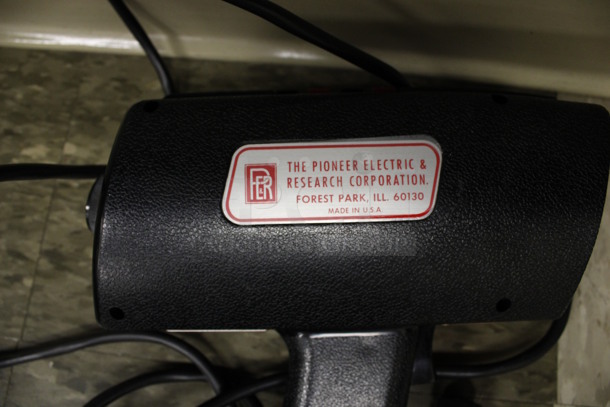 PER
THE PIONEER ELECTRIC &
RESEARCH CORPORATION.
FOREST PARK, ILL. 60130
MADE IN U.S.A.